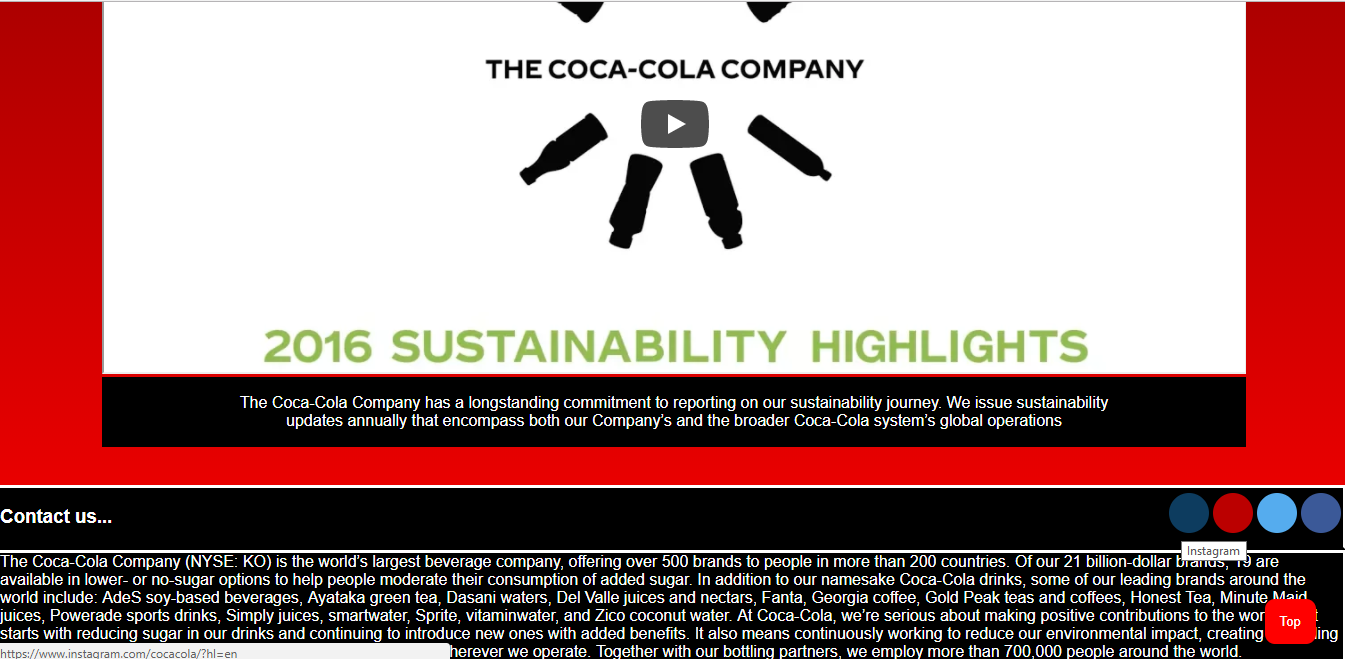 THE COCA-COLA COMPANY
2016 SUSTAINABILITY HIGHLIGHTS
The Coca-Cola Company has a longstanding commitment to reporting on our sustainability journey. We issue sustainability
updates annually that encompass both our Company’s and the broader Coca-Cola system’s global operations
Contact us...
Instagram
The Coca-Cola Company (NYSE: KO) is the world’s largest beverage company, offering over 500 brands to people in more than 200 countries. Of our 21 billion-dollar brands, 19 are
available in lower- or no-sugar options to help people moderate their consumption of added sugar. In addition to our namesake Coca-Cola drinks, some of our leading brands around the
world include: AdeS soy-based beverages, Ayataka green tea, Dasani waters, Del Valle juices and nectars, Fanta, Georgia coffee, Gold Peak teas and coffees, Honest Tea, Minute Maid
juices, Powerade sports drinks, Simply juices, smartwater, Sprite, vitaminwater, and Zico coconut water. At Coca-Cola, we’re serious about making positive contributions to the
starts with reducing sugar in our drinks and continuing to introduce new ones with added benefits. It also means continuously working to reduce our environmental impact, creating
Top
wherever we operate. Together with our bottling partners, we employ more than 700,000 people around the world.
https://www.instagram.com/cocacola/?hl=en